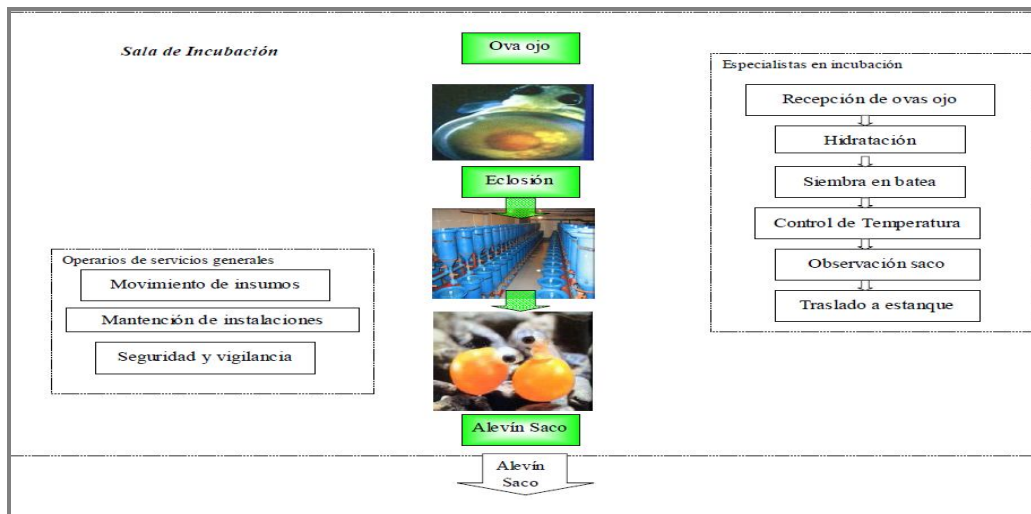 Sala de Incubación
Ova ojo
Eclosión
Alevín Saco
Alevín
Saco
Operarios de servicios generales
Movimiento de insumos
Mantención de instalaciones
Seguridad y vigilancia
Especialistas en incubación
Recepción de ovas ojo
Hidratación
Siembra en batea
Control de Temperatura
Observación saco
Traslado a estanque